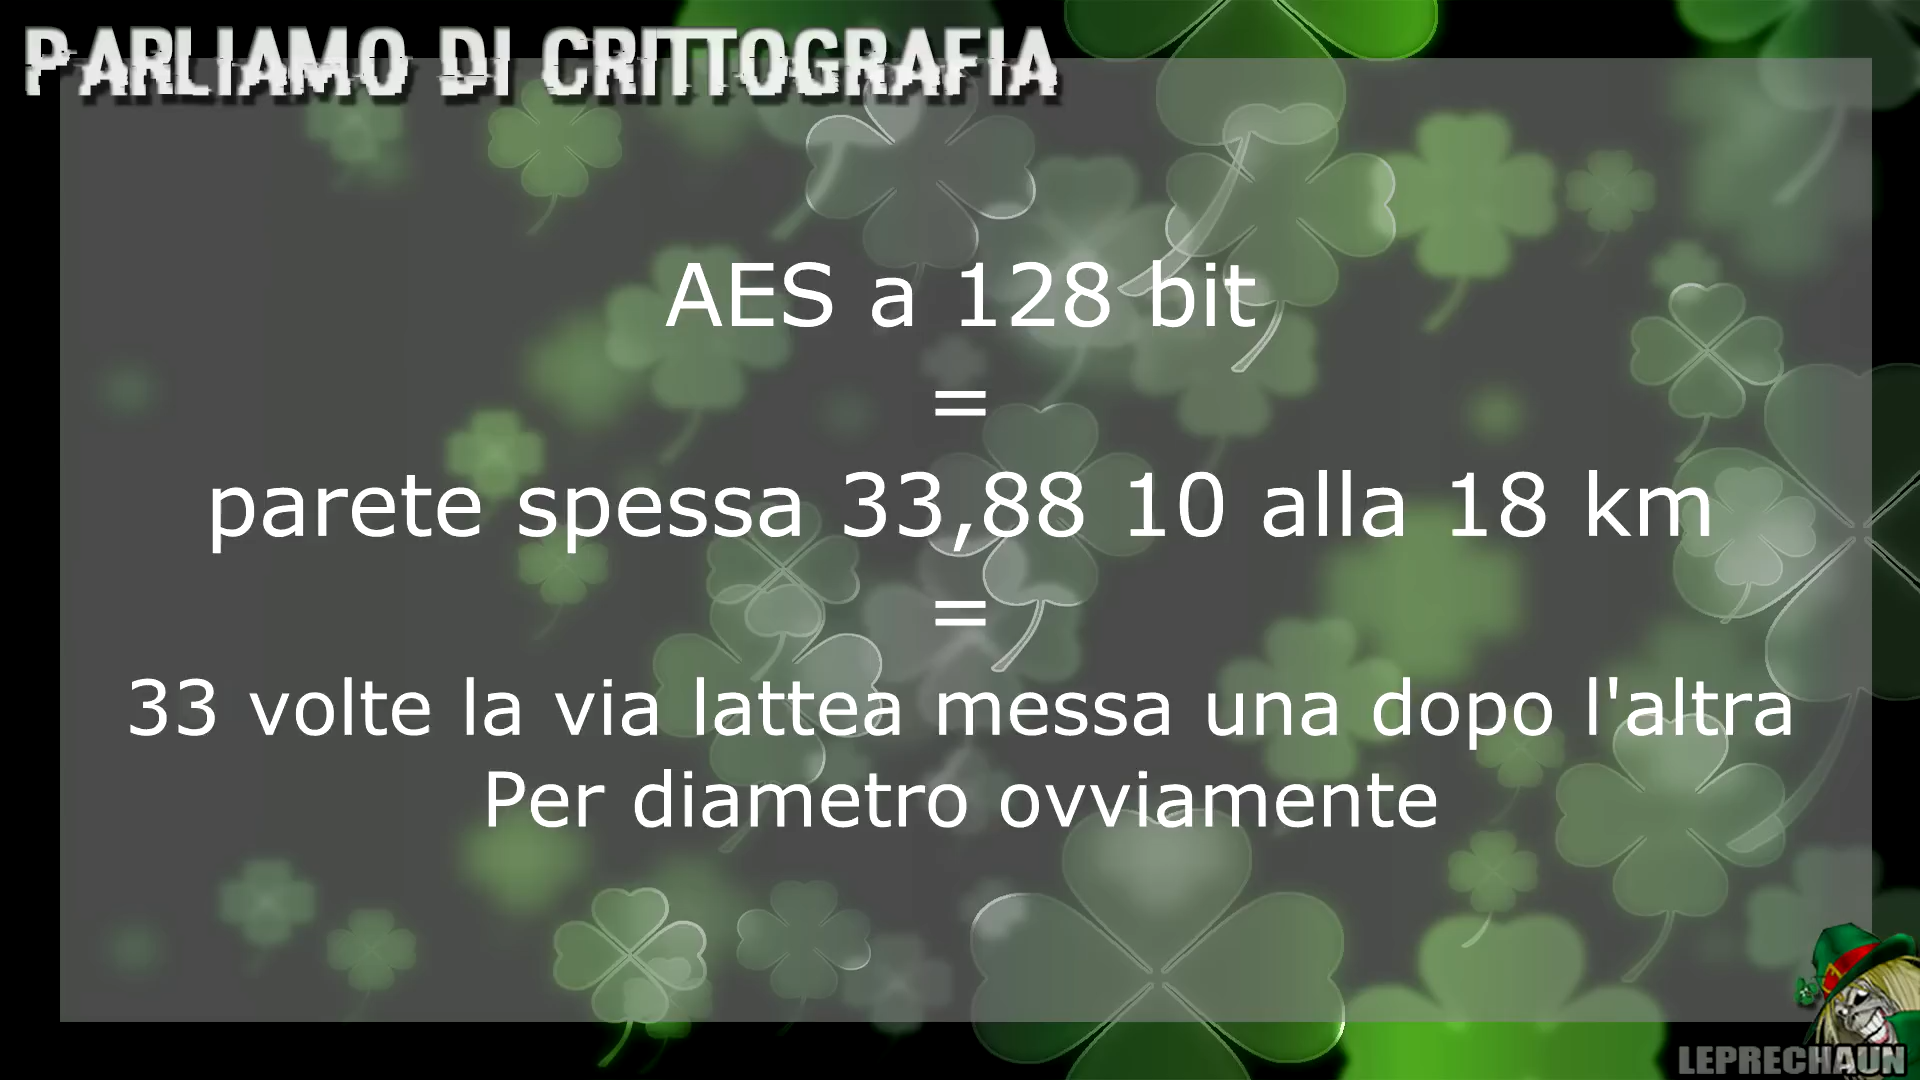 PARLIAMO DI CRITTOGRAFIA
AES a 128 bit
=
parete spessa 33,88 10 alla 18 km
=
33 volte la via lattea messa una dopo l'altra
Per diametro ovviamente
LEPRECHAUN